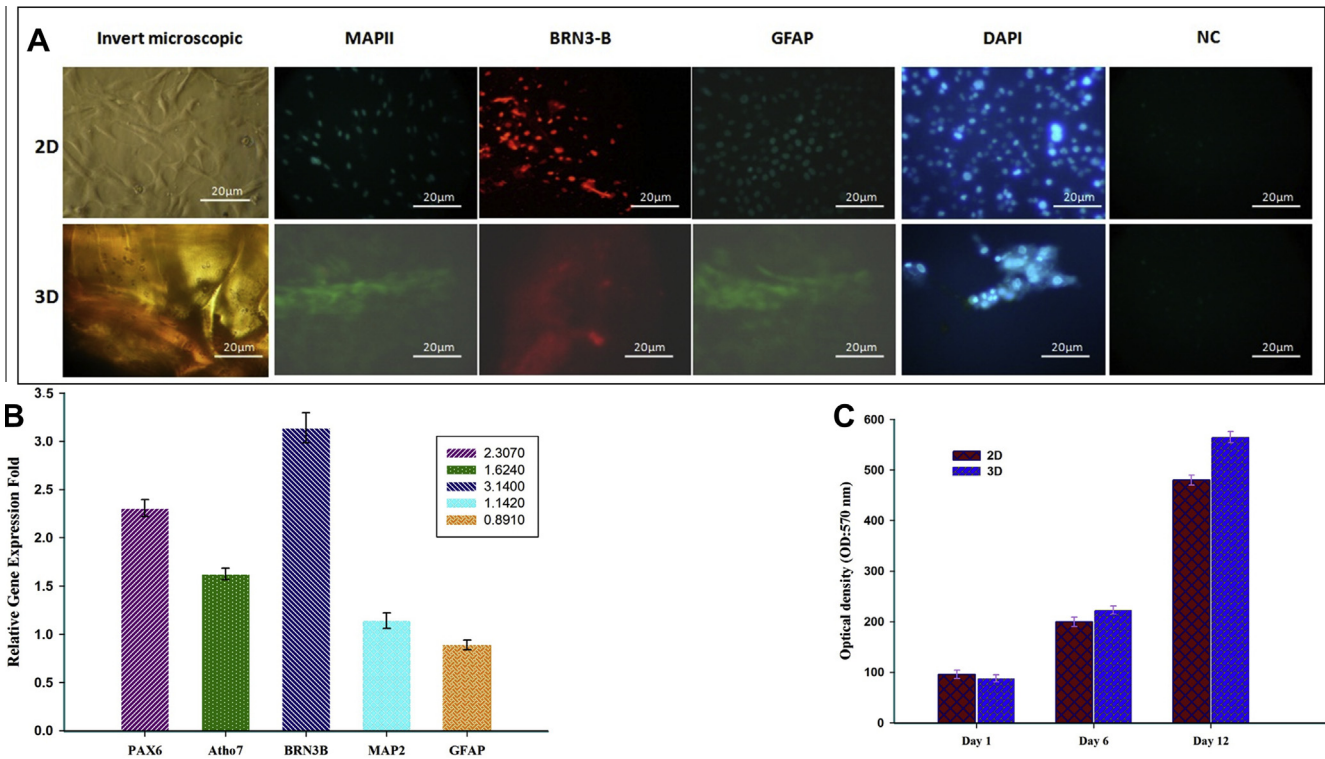 A
Invert microscopic MAPII BRN3-B GFAP DAPI NC
2D
20µm 20µm 20µm 20µm 20µm 20µm
3D
20µm 20µm 20µm 20µm 20µm 20µm
B
Relative Gene Expression Fold
3.5
3.0
2.5
2.0
1.5
1.0
0.5
0.0
2.3070
1.6240
3.1400
1.1420
0.8910
PAX6 Atho7 BRN3B MAP2 GFAP
C
Optical density (OD:570 nm)
600
500
400
300
200
100
0
2D
3D
Day 1 Day 6 Day 12